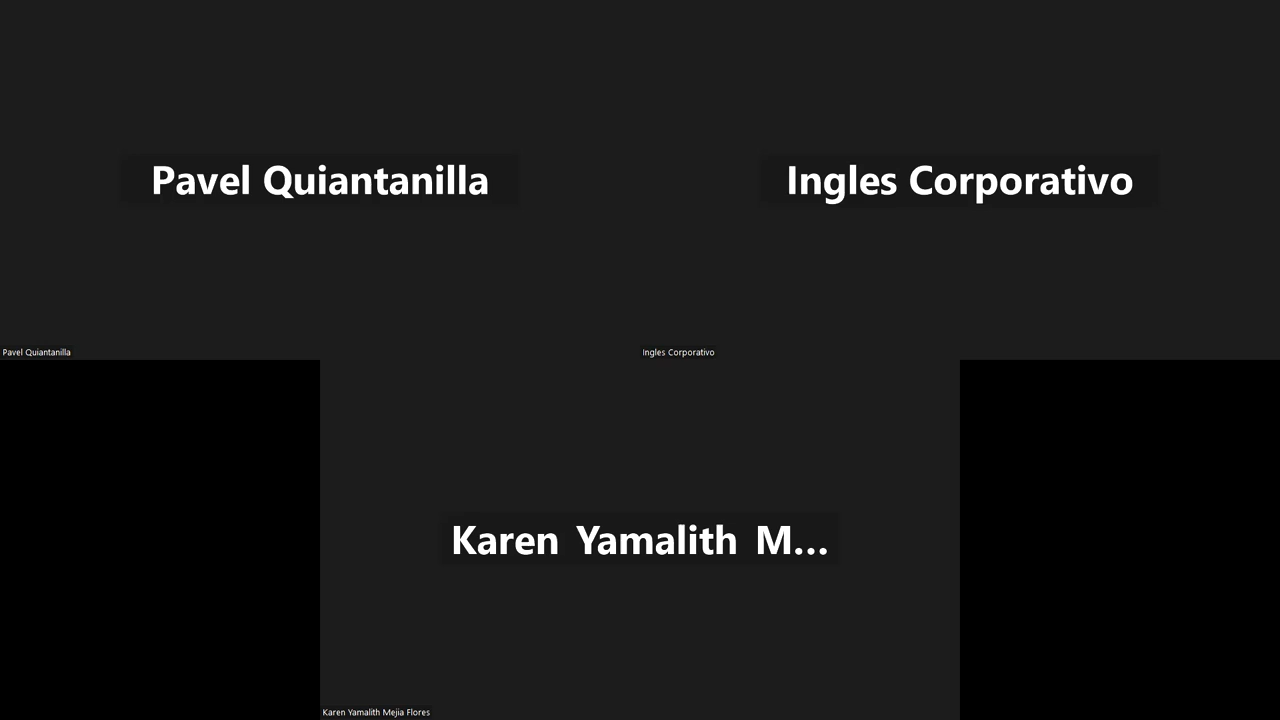 Pavel Quiantanilla
Ingles Corporativo
Pavel Quiantanilla
Ingles Corporativo
Karen Yamalith M...
Karen Yamalith Mejia Flores